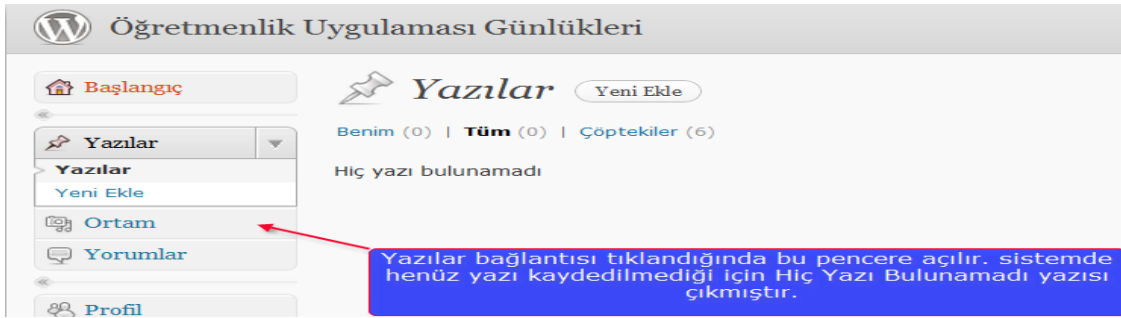 Öğretmenlik Uygulaması Günlükleri
Başlangıç
Yazılar
Yazılar
Yeni Ekle
Ortam
Yorumlar
Profil
Yazılar Yeni Ekle
Benim (0) | Tüm (0) | Çöptekiler (6)
Hiç yazı bulunamadı
Yazılar bağlantısı tıklandığında bu pencere açılır. sistemde
henüz yazı kaydedilmediği için Hiç Yazı Bulunamadı yazısı
çıkmıştır.